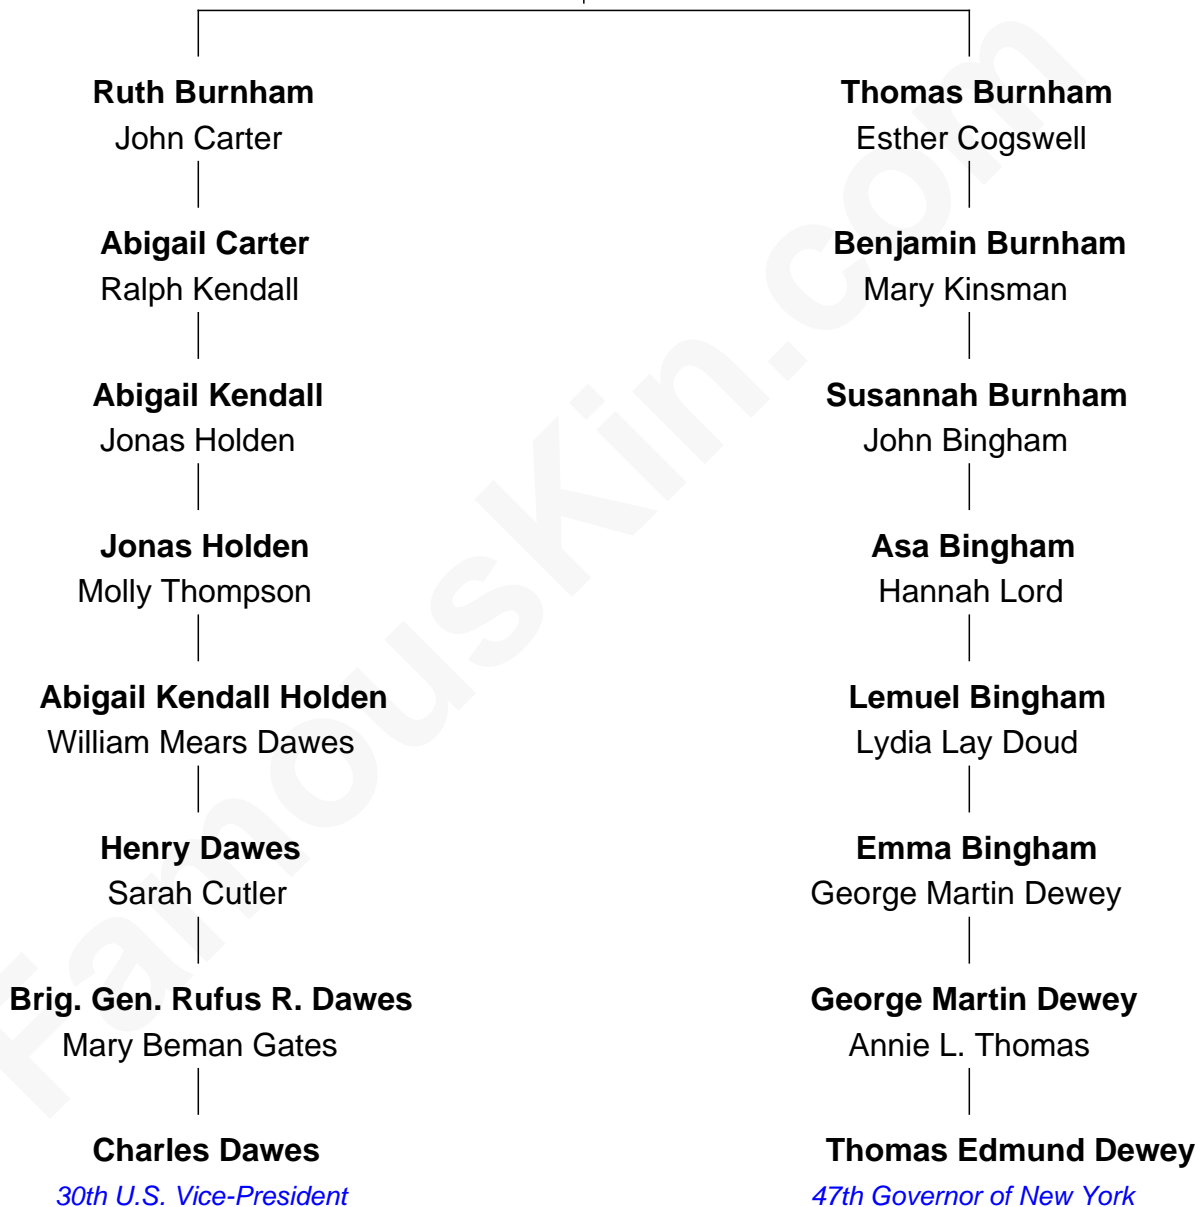 Ruth Burnham
John Carter
Abigail Carter
Ralph Kendall
Abigail Kendall
Jonas Holden
Jonas Holden
Molly Thompson
Abigail Kendall Holden
William Mears Dawes
Henry Dawes
Sarah Cutler
Brig. Gen. Rufus R. Dawes
Mary Beman Gates
Charles Dawes
30th U.S. Vice-President
Thomas Burnham
Esther Cogswell
Benjamin Burnham
Mary Kinsman
Susannah Burnham
John Bingham
Asa Bingham
Hannah Lord
Lemuel Bingham
Lydia Lay Doud
Emma Bingham
George Martin Dewey
George Martin Dewey
Annie L. Thomas
Thomas Edmund Dewey
47th Governor of New York
FamousKin.com